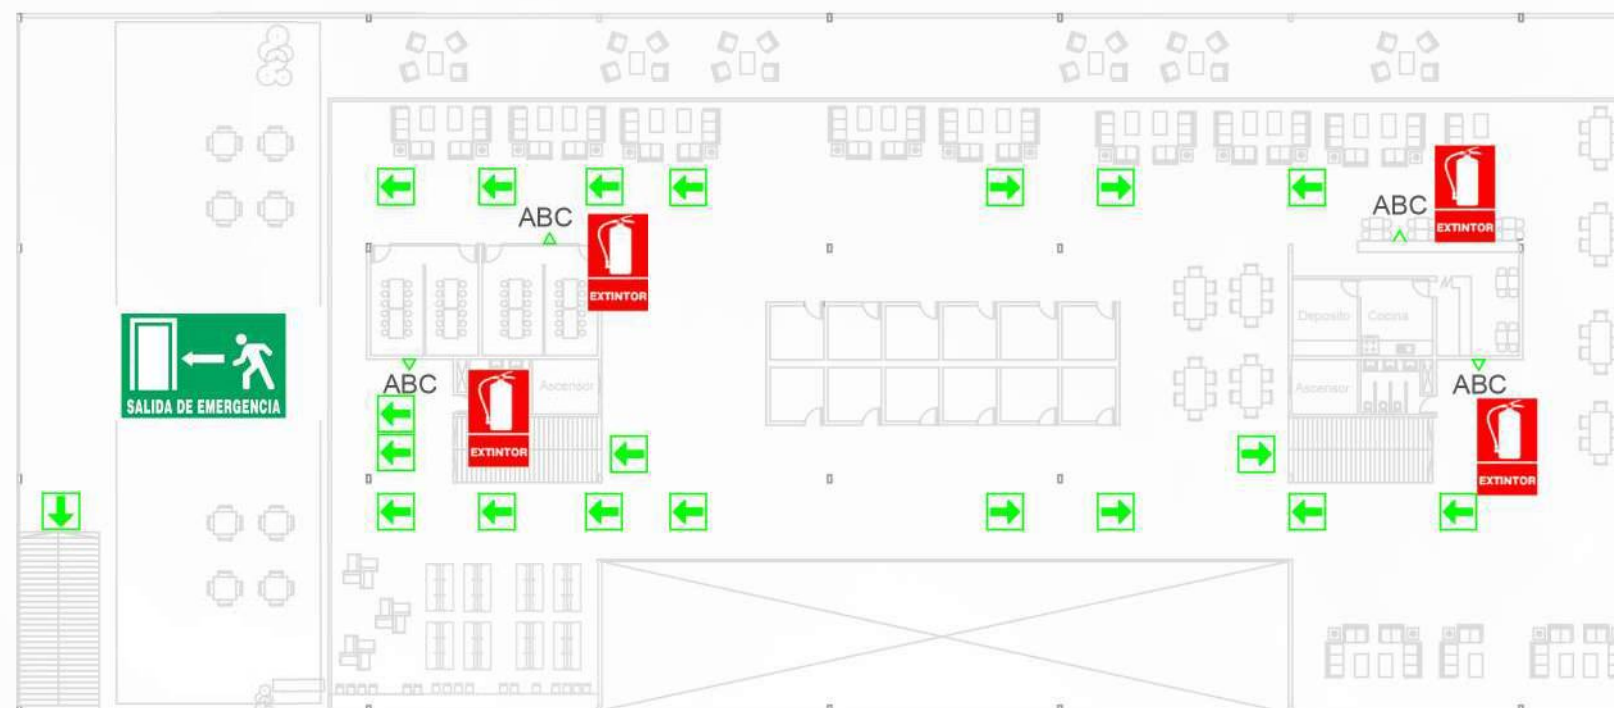 ABC
ABC
EXTINTOR
EXTINTOR
Deposito
Cocina
ABC
Ascensor
Ascensor
ABC
SALIDA DE EMERGENCIA
EXTINTOR
EXTINTOR